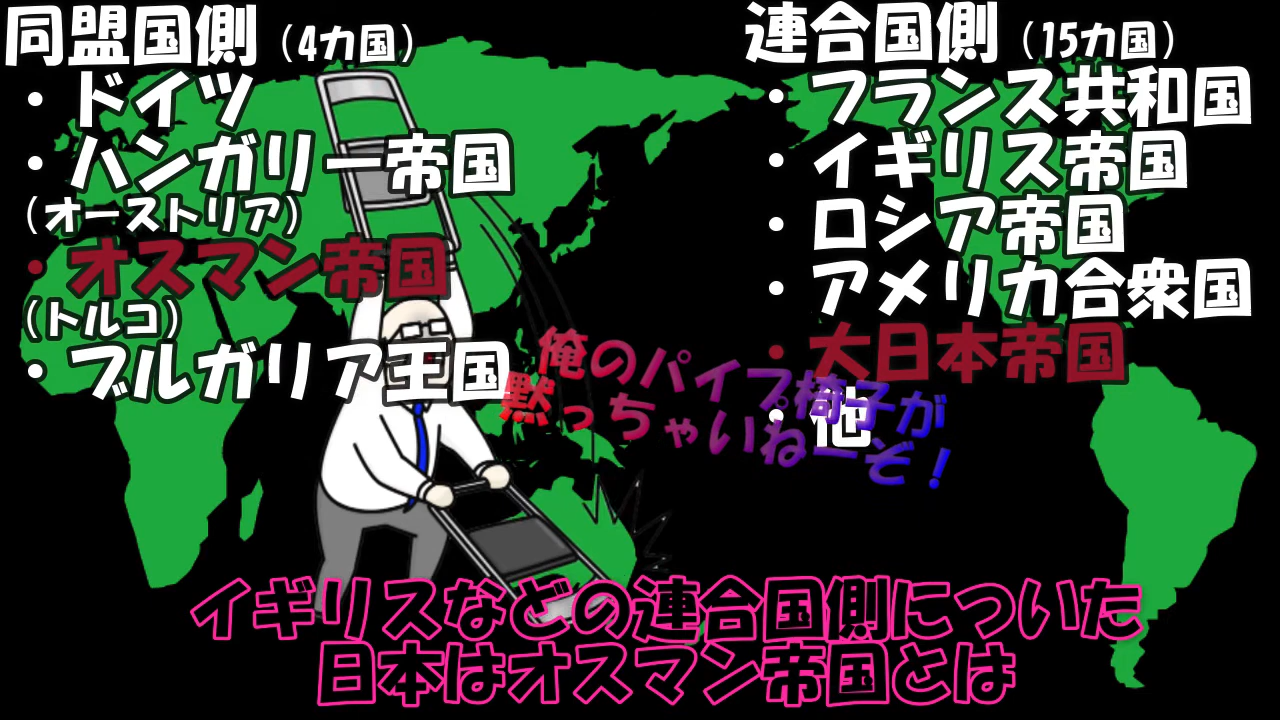 同盟国側（4カ国）
・ドイツ
・ハンガリー帝国
（オーストリア）
・オスマン帝国
（トルコ）
・ブルガリア王国
連合国側（15カ国）
・フランス共和国
・イギリス帝国
・ロシア帝国
・アメリカ合衆国
・大日本帝国
・他
俺のパイプ椅子が
黙っちゃいねーぞ！
イギリスなどの連合国側についた
日本はオスマン帝国とは